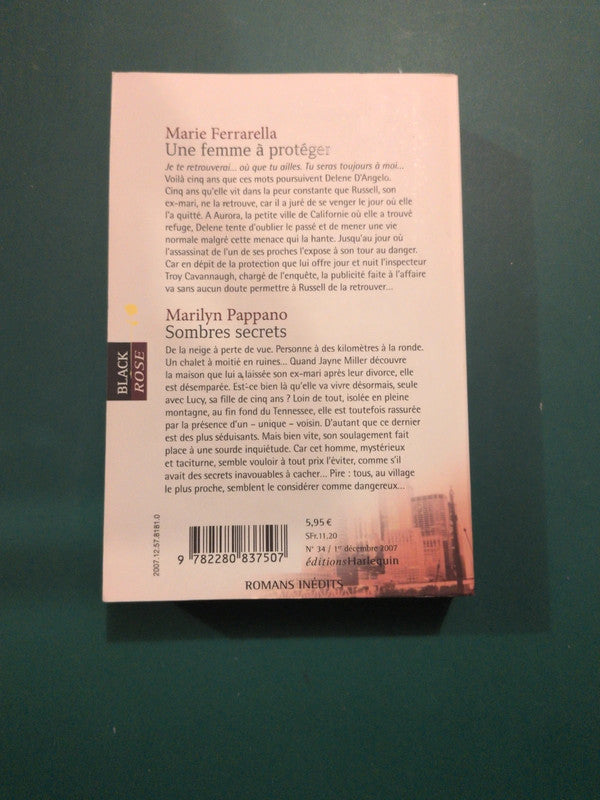 Marie Ferrarella
Une femme à protéger
Je te retrouverai... où que tu ailles. Tu seras toujours à moi...
Voilà cinq ans que ces mots poursuivent Delene D'Angelo.
Cinq ans qu'elle vit dans la peur constante que Russell, son
ex-mari, ne la retrouve, car il a juré de se venger le jour où elle
l'a quitté. A Aurora, la petite ville de Californie où elle a trouvé
refuge, Delene tente d'oublier le passé et de mener une vie
normale malgré cette menace qui la hante. Jusqu'au jour où
l'assassinat de l'un de ses proches l'expose à son tour au danger.
Car en dépit de la protection que lui offre jour et nuit l'inspecteur
Troy Cavannaugh, chargé de l'enquête, la publicité faite à l'affaire
va sans aucun doute permettre à Russell de la retrouver...
Marilyn Pappano
Sombres secrets
De la neige à perte de vue. Personne à des kilomètres à la ronde.
Un chalet à moitié en ruines... Quand Jayne Miller découvre
la maison que lui a laissée son ex-mari après leur divorce, elle
est désemparée. Est-ce bien là qu'elle va vivre désormais, seule
avec Lucy, sa fille de cinq ans ? Loin de tout, isolée en pleine
montagne, au fin fond du Tennessee, elle est toutefois rassurée
par la présence d'un – unique – voisin. D'autant que ce dernier
est des plus séduisants. Mais bien vite, son soulagement fait
place à une sourde inquiétude. Car cet homme, mystérieux
et taciturne, semble vouloir à tout prix l'éviter, comme s'il
avait des secrets inavouables à cacher... Pire : tous, au village
le plus proche, semblent le considérer comme dangereux...
BLACK
ROSE
2007.12.57.8181.0
9 782280 837507
5,95 €
SFr.11.20
N° 34 / 1er décembre 2007
éditions Harlequin
ROMANS INÉDITS